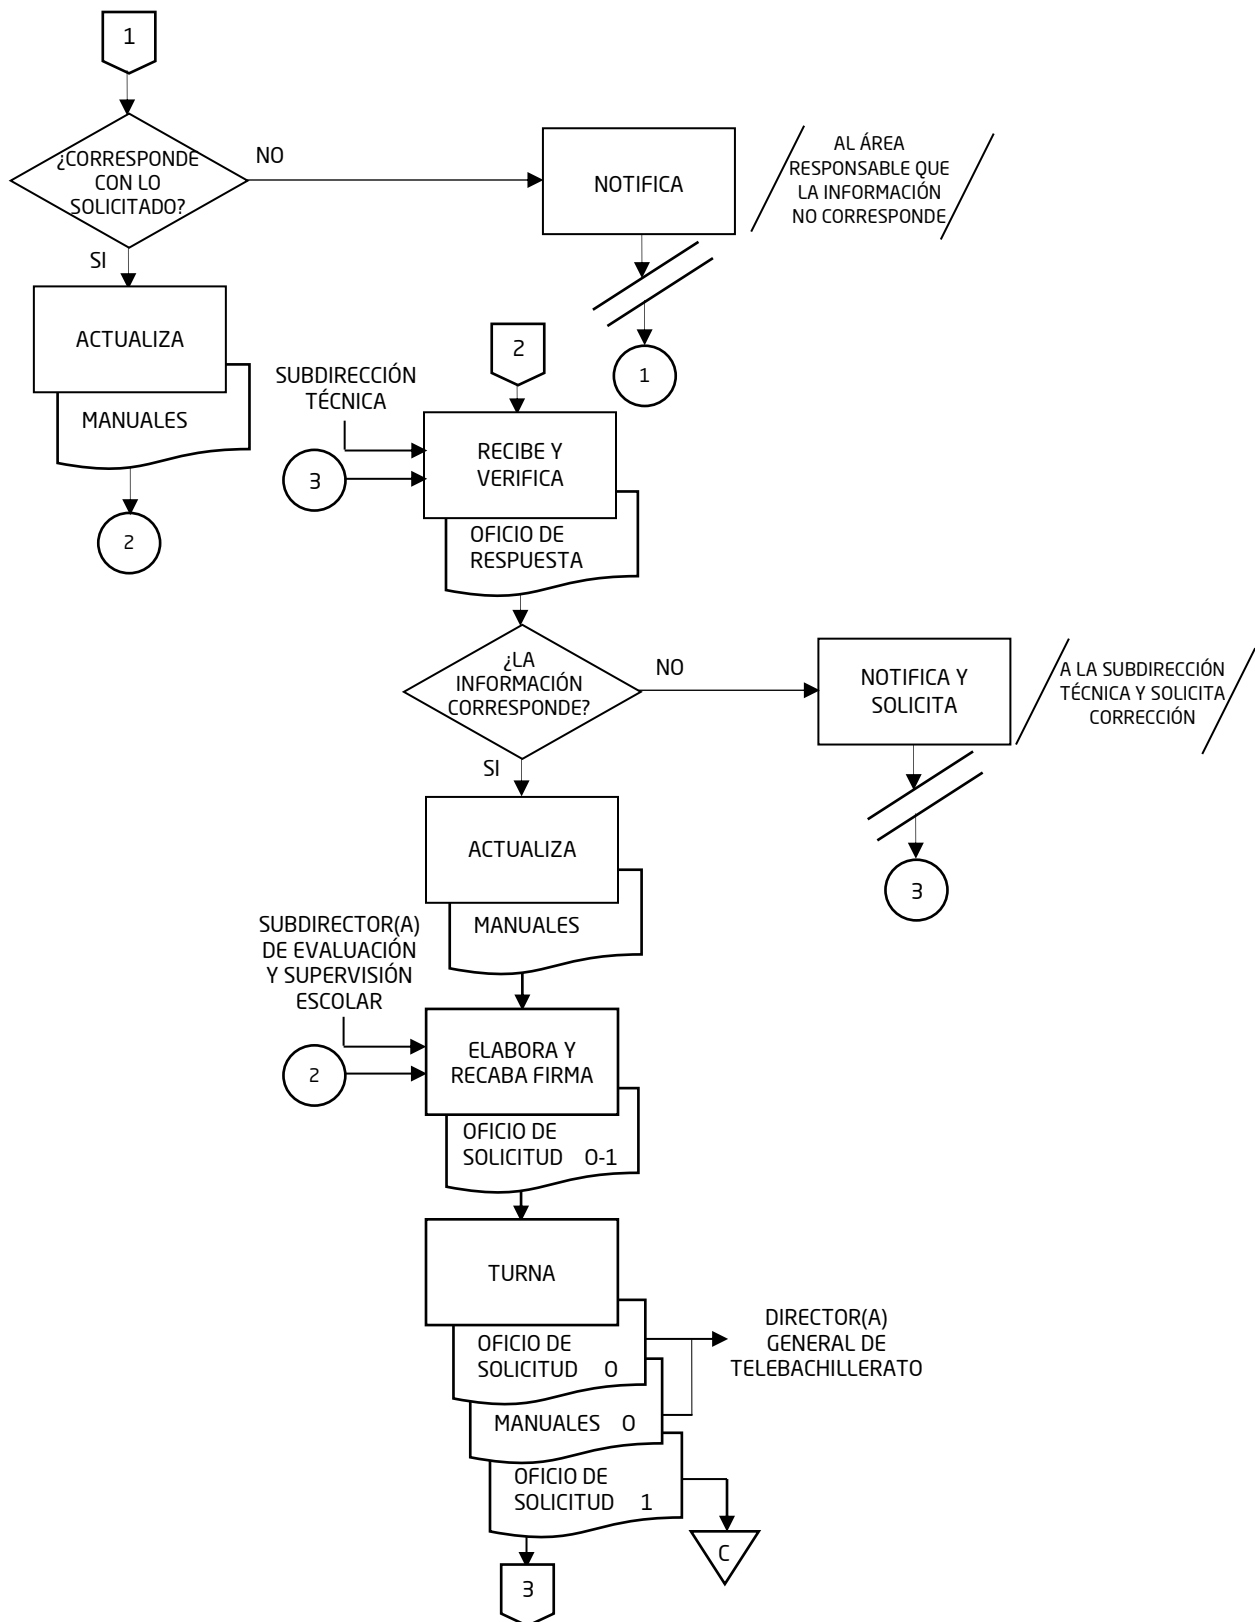 1
¿CORRESPONDE
CON LO
SOLICITADO?
NO
NOTIFICA
AL ÁREA
RESPONSABLE QUE
LA INFORMACIÓN
NO CORRESPONDE
SI
ACTUALIZA
MANUALES
2
1
2
SUBDIRECCIÓN
TÉCNICA
3
RECIBE Y
VERIFICA
OFICIO DE
RESPUESTA
¿LA
INFORMACIÓN
CORRESPONDE?
NO
NOTIFICA Y
SOLICITA
A LA SUBDIRECCIÓN
TÉCNICA Y SOLICITA
CORRECCIÓN
3
SI
ACTUALIZA
MANUALES
SUBDIRECTOR(A)
DE EVALUACIÓN
Y SUPERVISIÓN
ESCOLAR
2
ELABORA Y
RECABA FIRMA
OFICIO DE
SOLICITUD 0-1
TURNA
OFICIO DE
SOLICITUD 0
DIRECTOR(A)
GENERAL DE
TELEBACHILLERATO
MANUALES 0
OFICIO DE
SOLICITUD 1
C
3